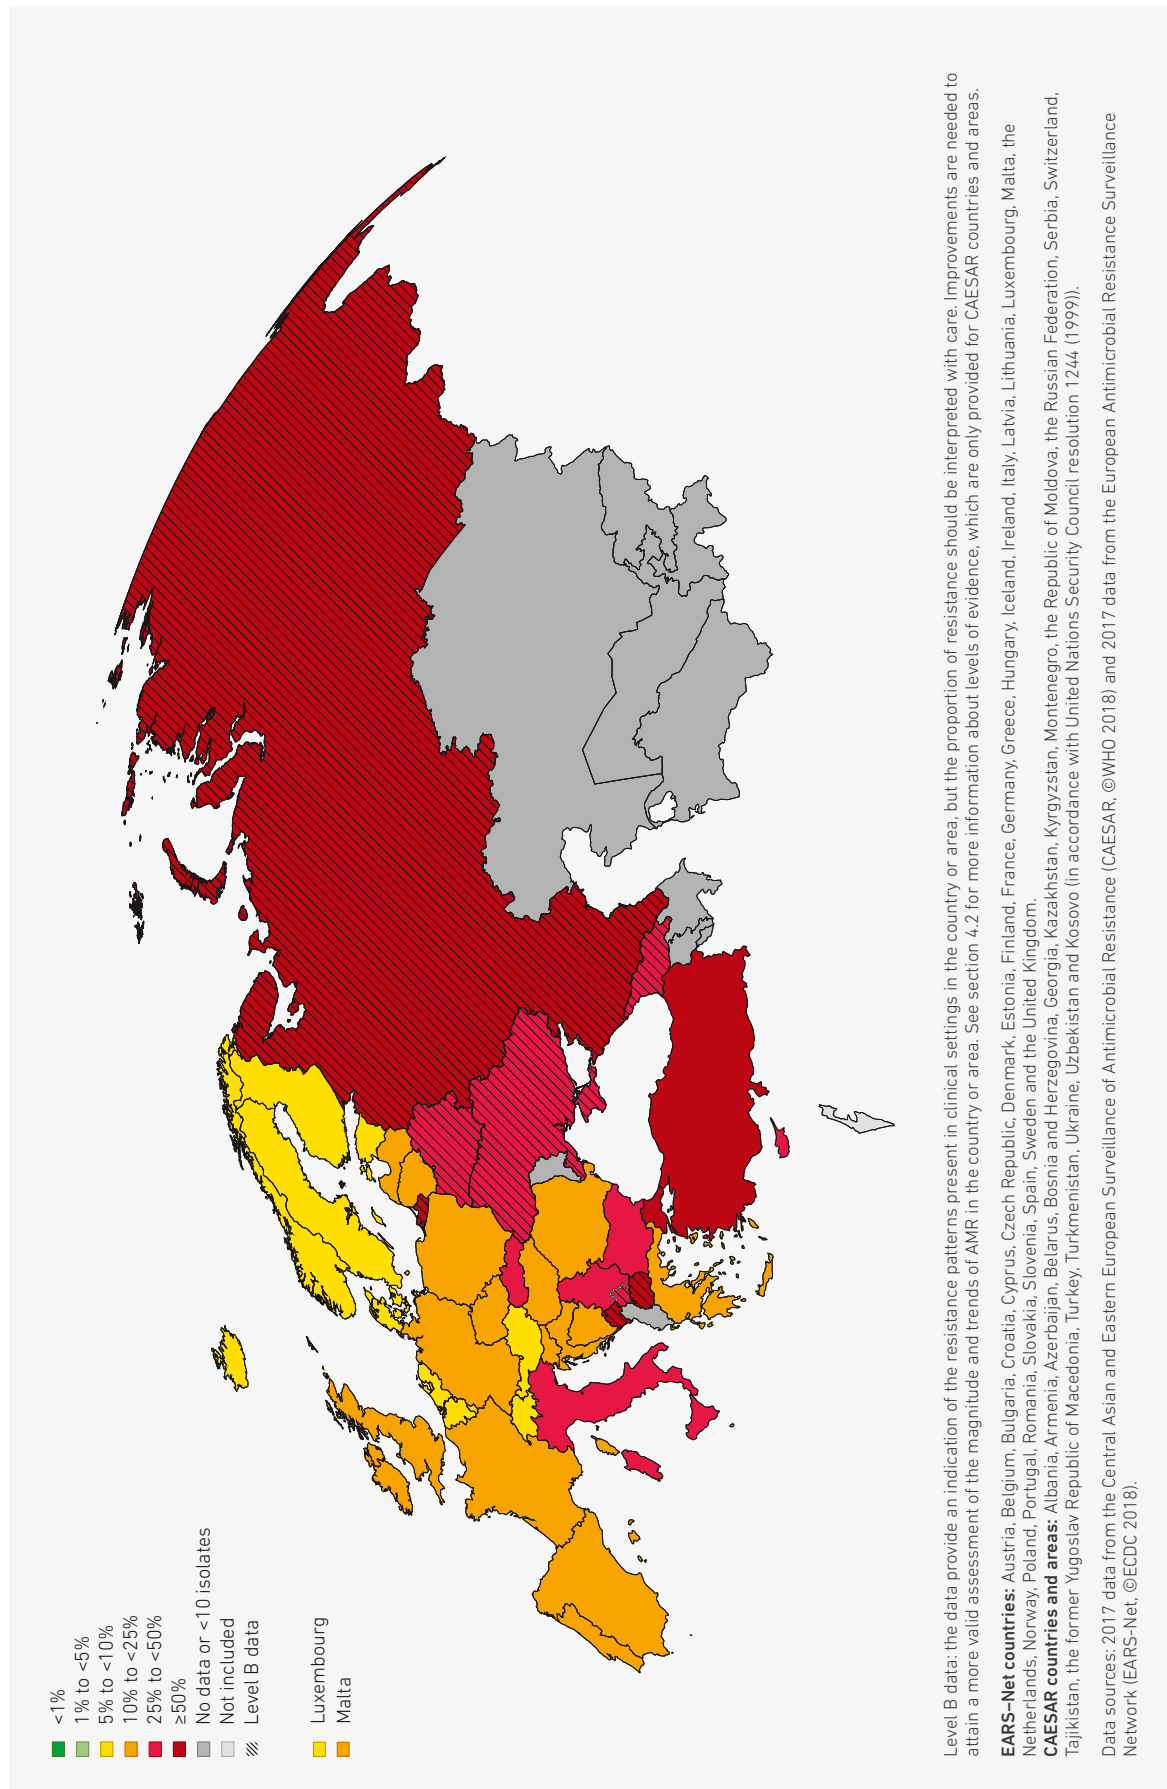 <1%
1% to <5%
5% to <10%
10% to <25%
25% to <50%
≥50%
No data or <10 isolates
Not included
Level B data
Luxembourg
Malta
Level B data: the data provide an indication of the resistance patterns present in clinical settings in the country or area, but the proportion of resistance should be interpreted with care. Improvements are needed to
attain a more valid assessment of the magnitude and trends of AMR in the country or area. See section 4.2 for more information about levels of evidence, which are only provided for CAESAR countries and areas.
EARS–Net countries: Austria, Belgium, Bulgaria, Croatia, Cyprus, Czech Republic, Denmark, Estonia, Finland, France, Germany, Greece, Hungary, Iceland, Ireland, Italy, Latvia, Lithuania, Luxembourg, Malta, the
Netherlands, Norway, Poland, Portugal, Romania, Slovakia, Slovenia, Spain, Sweden and the United Kingdom.
CAESAR countries and areas: Albania, Armenia, Azerbaijan, Belarus, Bosnia and Herzegovina, Georgia, Kazakhstan, Kyrgyzstan, Montenegro, the Republic of Moldova, the Russian Federation, Serbia, Switzerland,
Tajikistan, the former Yugoslav Republic of Macedonia, Turkey, Turkmenistan, Ukraine, Uzbekistan and Kosovo (in accordance with United Nations Security Council resolution 1244 (1999)).
Data sources: 2017 data from the Central Asian and Eastern European Surveillance of Antimicrobial Resistance (CAESAR, ©WHO 2018) and 2017 data from the European Antimicrobial Resistance Surveillance
Network (EARS-Net, ©ECDC 2018).